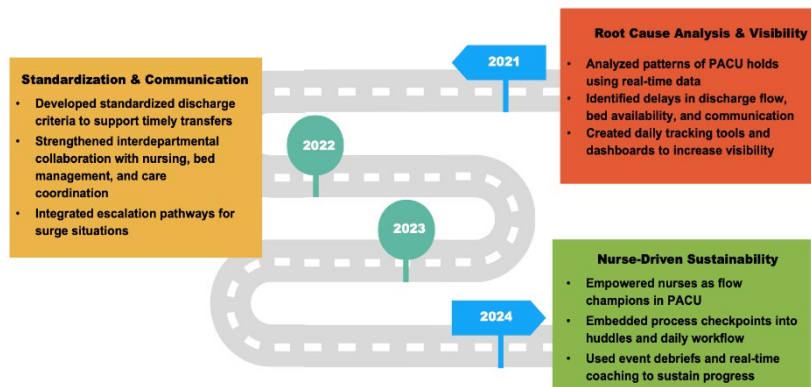 2021
Root Cause Analysis & Visibility
• Analyzed patterns of PACU holds
using real-time data
• Identified delays in discharge flow,
bed availability, and communication
• Created daily tracking tools and
dashboards to increase visibility
Standardization & Communication
• Developed standardized discharge
criteria to support timely transfers
• Strengthened interdepartmental
collaboration with nursing, bed
management, and care
coordination
• Integrated escalation pathways for
surge situations
2022
2023
2024
Nurse-Driven Sustainability
• Empowered nurses as flow
champions in PACU
• Embedded process checkpoints into
huddles and daily workflow
• Used event debriefs and real-time
coaching to sustain progress